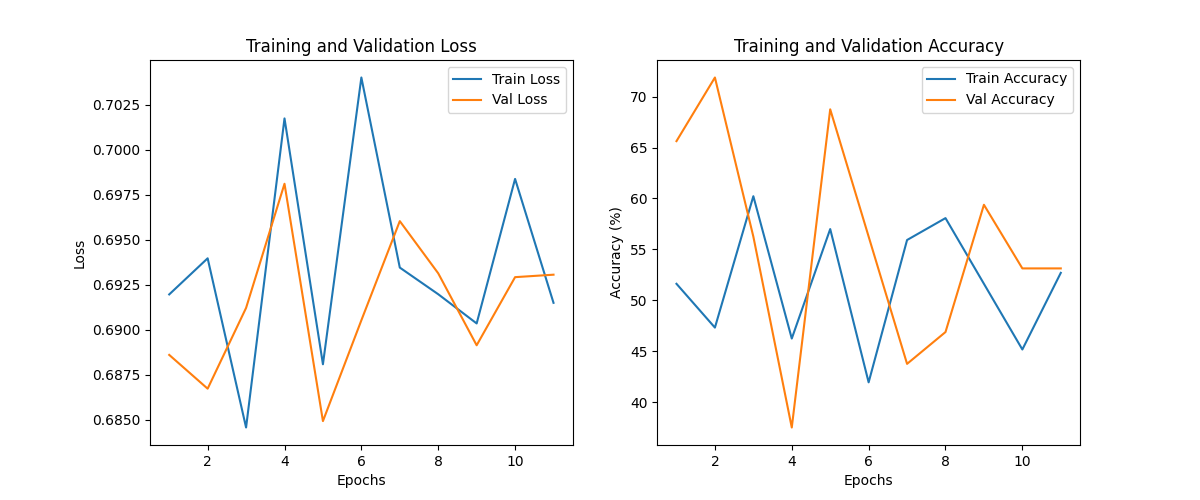 Training and Validation Loss
Train Loss
Val Loss
0.7025
0.7000
0.6975
0.6950
0.6925
0.6900
0.6875
0.6850
Loss
2
4
6
8
10
Epochs
Training and Validation Accuracy
Train Accuracy
Val Accuracy
70
65
60
55
50
45
40
Accuracy (%)
2
4
6
8
10
Epochs